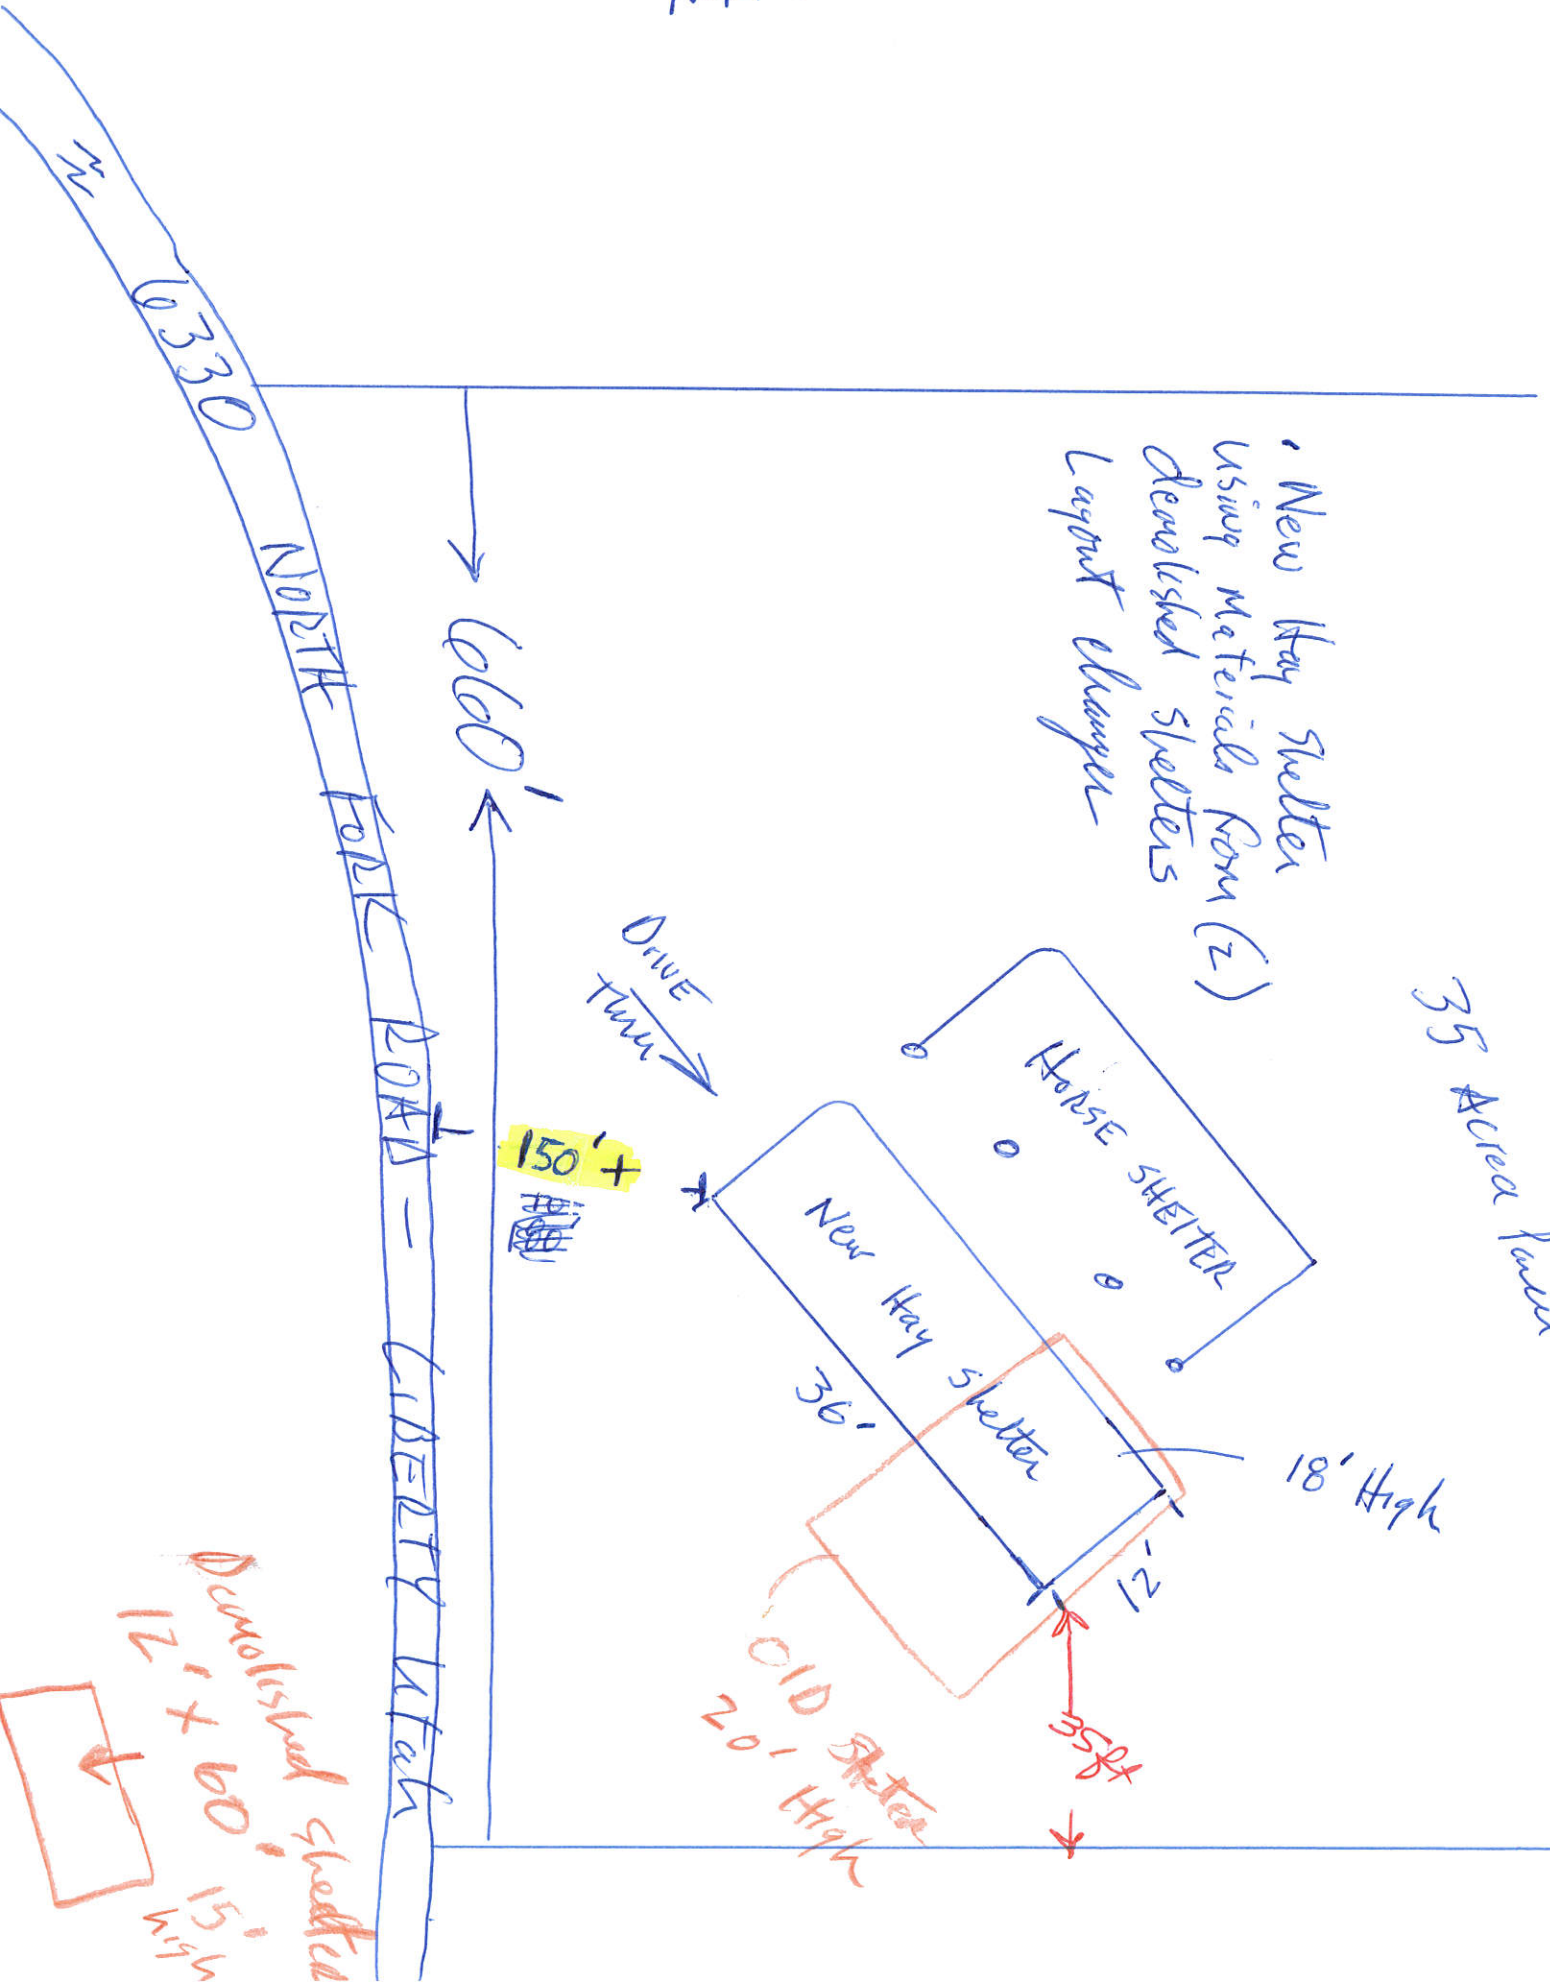 35 Acred
• New Hay Shelter
using Materials from (2)
demolished shelters
Layout changes
HORSE SHElTER
18' High
New Hay Shelter
36'
12'
35ft
DRIVE
thru
150'+
660'
OlD Shelter
20' High
6330 NORTH FORK ROAD – LIBERTY Utah
Demolished Shelter
12' x 60'
15'
high